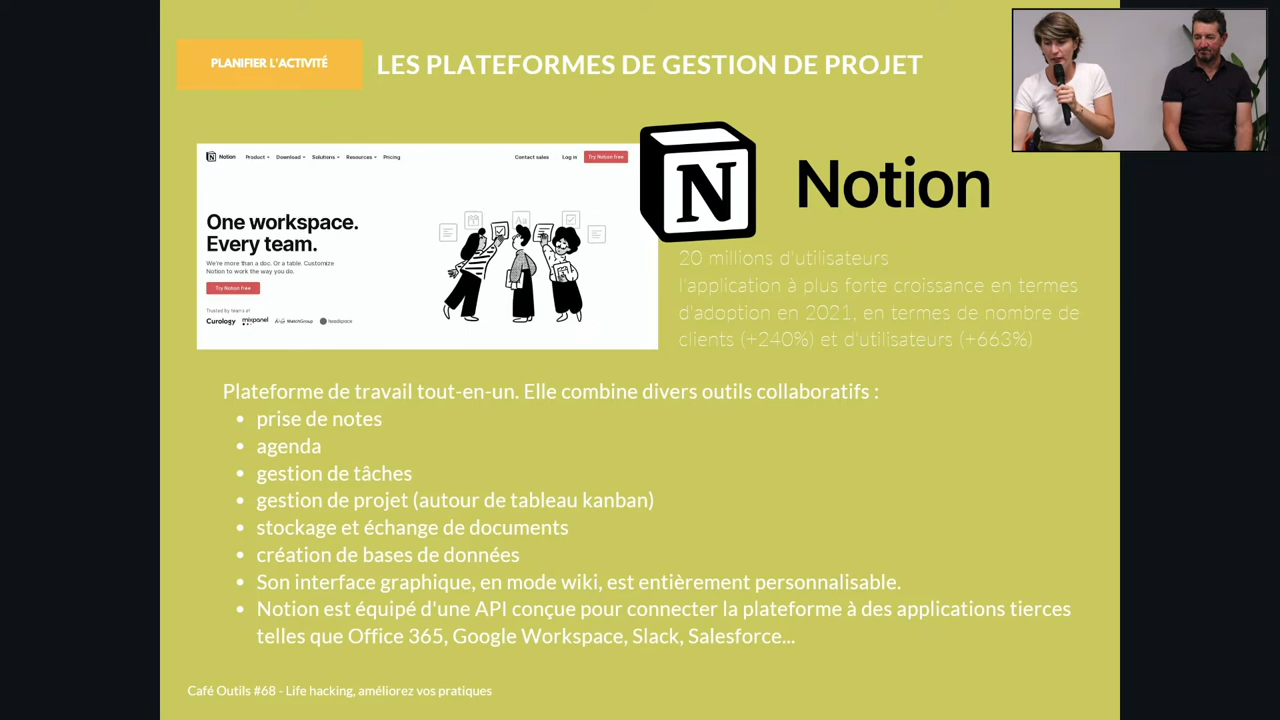 PLANIFIER L'ACTIVITÉ
LES PLATEFORMES DE GESTION DE PROJET
Notion
Product
Download
Solutions
Resources
Pricing
Contact sales
Log in
Try Notion free
One workspace.
Every team.
We're more than a doc. Or a table. Customize
Notion to work the way you do.
Try Notion free
Trusted by teams at
Curology
mixpanel
MatchGroup
headspace
N
Notion
20 millions d'utilisateurs
l'application à plus forte croissance en termes
d'adoption en 2021, en termes de nombre de
clients (+240%) et d'utilisateurs (+663%)
Plateforme de travail tout-en-un. Elle combine divers outils collaboratifs :
• prise de notes
• agenda
• gestion de tâches
• gestion de projet (autour de tableau kanban)
• stockage et échange de documents
• création de bases de données
• Son interface graphique, en mode wiki, est entièrement personnalisable.
• Notion est équipé d'une API conçue pour connecter la plateforme à des applications tierces
telles que Office 365, Google Workspace, Slack, Salesforce...
Café Outils #68 - Life hacking, améliorez vos pratiques